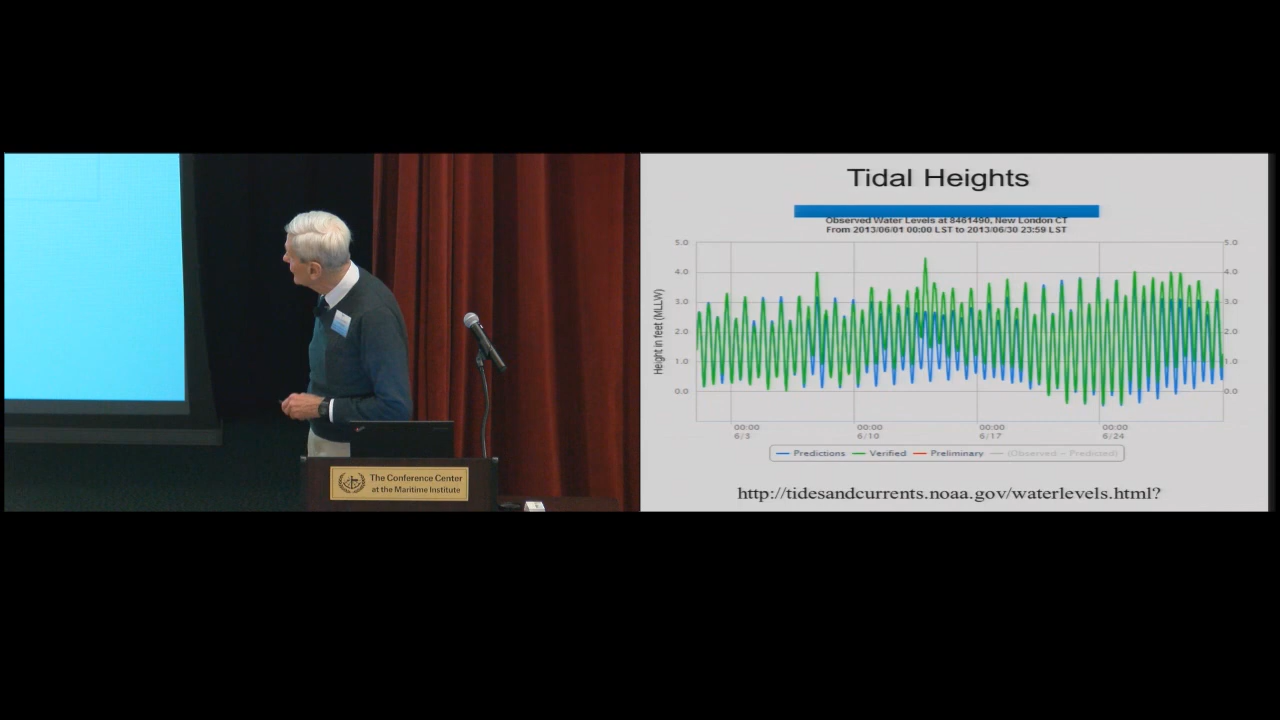 The Conference Center
at the Maritime Institute
Tidal Heights
Observed Water Levels at 8461490, New London CT
From 2013/06/01 00:00 LST to 2013/06/30 23:59 LST
5.0
5.0
4.0
4.0
3.0
3.0
2.0
2.0
1.0
1.0
0.0
0.0
Height in feet (MLLW)
00:00 00:00 00:00 00:00
6/3 6/10 6/17 6/24
Predictions Verified Preliminary (Observed - Predicted)
http://tidesandcurrents.noaa.gov/waterlevels.html?